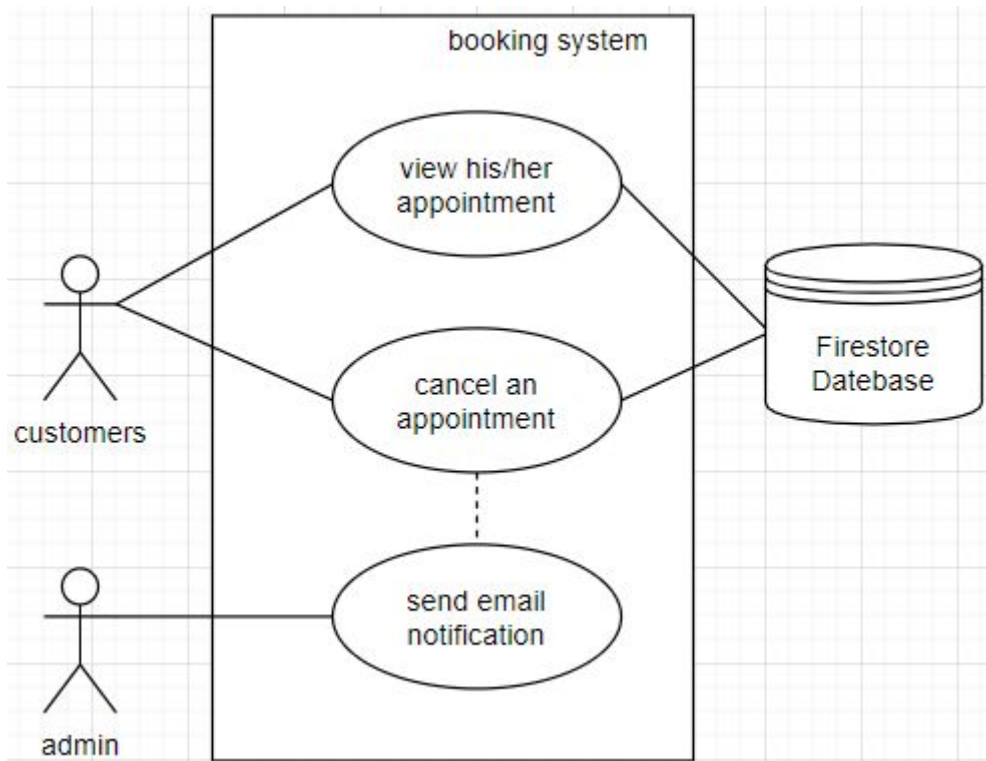 booking system
view his/her
appointment
cancel an
appointment
Firestore
Datebase
customers
send email
notification
admin